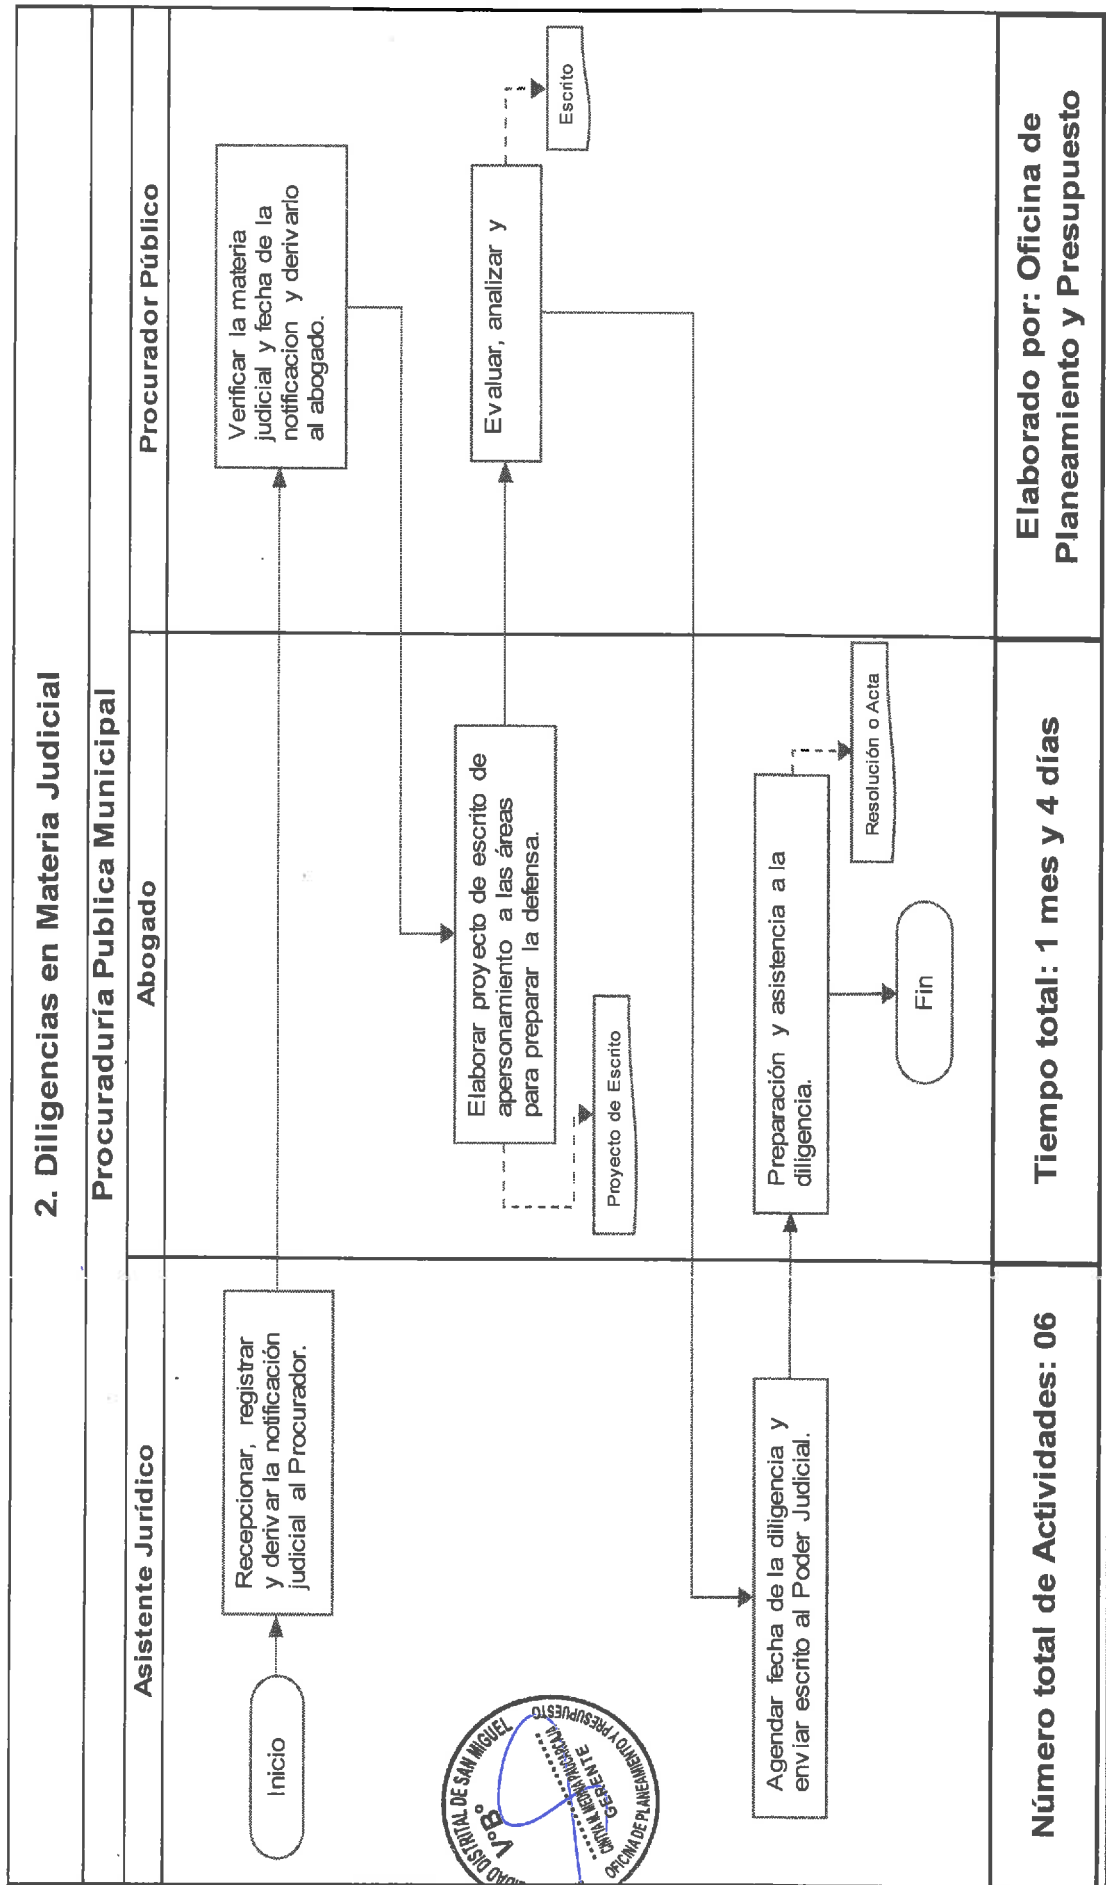 2. Diligencias en Materia Judicial
Procuraduría Publica Municipal
Asistente Jurídico
Abogado
Procurador Público
Inicio
Recepcionar, registrar
y derivar la notificación
judicial al Procurador.
Verificar la materia
judicial y fecha de la
notificacion y derivarlo
al abogado.
Elaborar proyecto de escrito de
apersonamiento a las áreas
para preparar la defensa.
Proyecto de Escrito
Evaluar, analizar y
Escrito
Agendar fecha de la diligencia y
enviar escrito al Poder Judicial.
Preparación y asistencia a la
diligencia.
Resolución o Acta
Fin
DISTRITAL DE SAN MIGUEL
V°B°
GERENTE
OFICINA DE PLANEAMIENTO Y PRESUPUESTO
Número total de Actividades: 06
Tiempo total: 1 mes y 4 días
Elaborado por: Oficina de
Planeamiento y Presupuesto